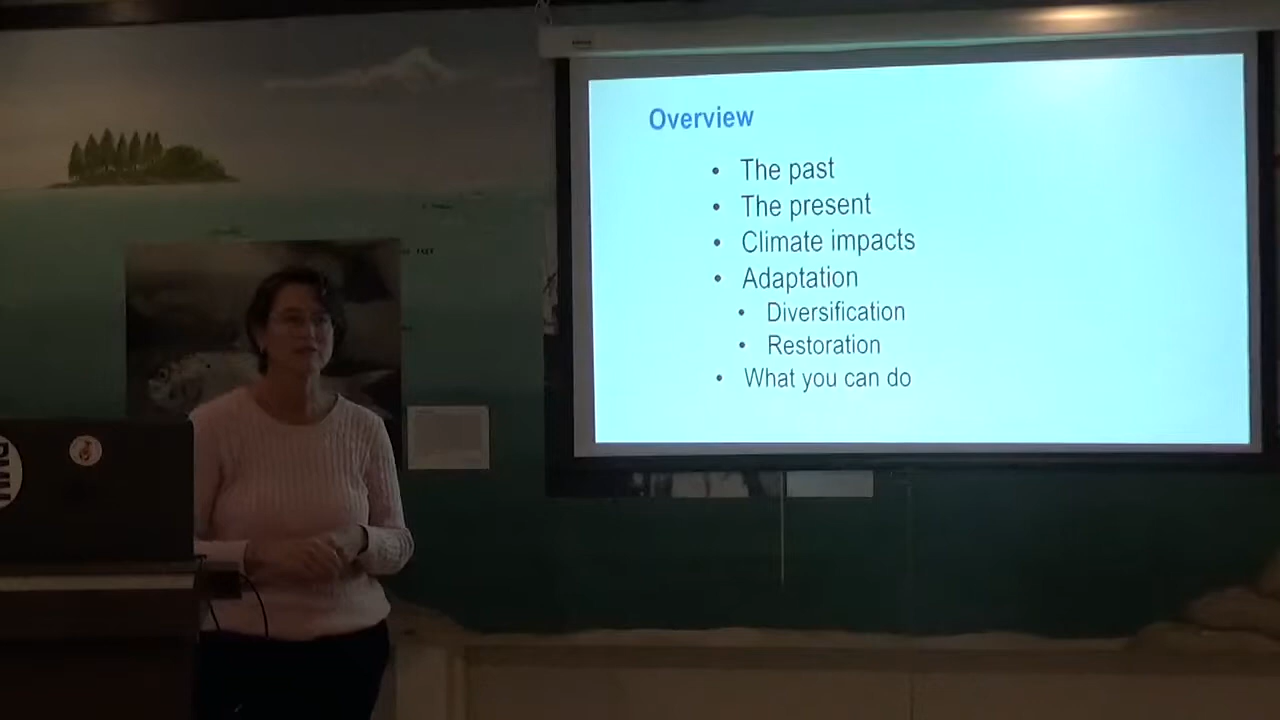 Overview
• The past
• The present
• Climate impacts
• Adaptation
• Diversification
• Restoration
• What you can do